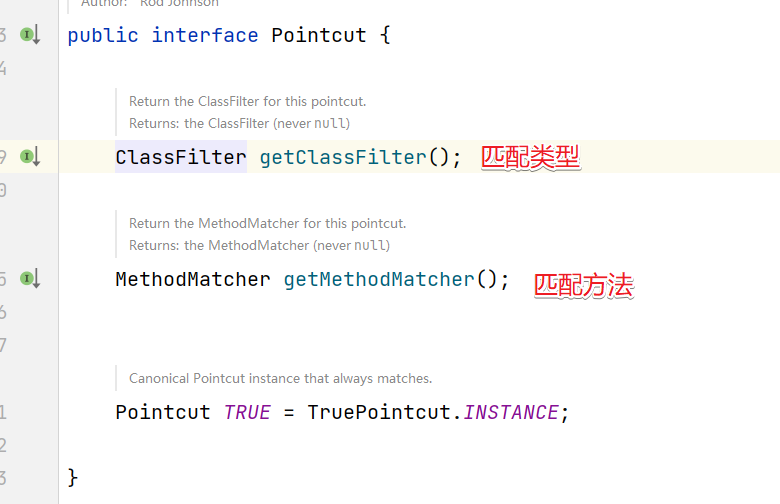 Author: Rod Johnson
3 public interface Pointcut {
4
Return the ClassFilter for this pointcut.
Returns: the ClassFilter (never null)
9 ClassFilter getClassFilter(); 匹配类型
0
Return the MethodMatcher for this pointcut.
Returns: the MethodMatcher (never null)
5 MethodMatcher getMethodMatcher(); 匹配方法
6
7
Canonical Pointcut instance that always matches.
1 Pointcut TRUE = TruePointcut.INSTANCE;
2
3 }